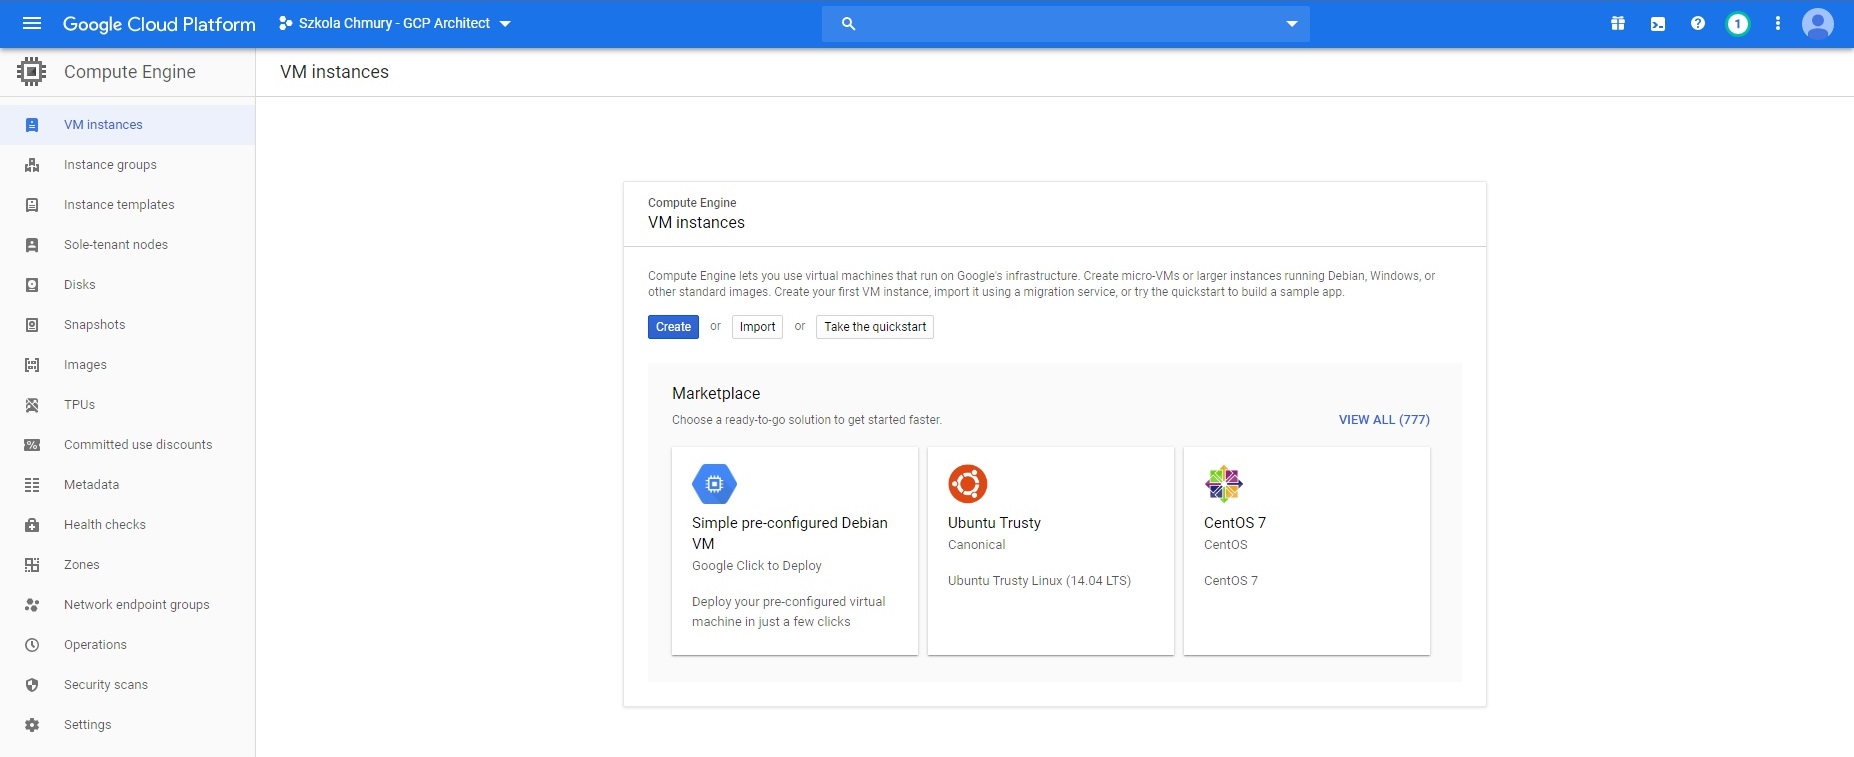 Google Cloud Platform
Szkola Chmury - GCP Architect
1
Compute Engine
VM instances
VM instances
Instance groups
Instance templates
Sole-tenant nodes
Disks
Snapshots
Images
TPUs
Committed use discounts
Metadata
Health checks
Zones
Network endpoint groups
Operations
Security scans
Settings
Compute Engine
VM instances
Compute Engine lets you use virtual machines that run on Google's infrastructure. Create micro-VMs or larger instances running Debian, Windows, or
other standard images. Create your first VM instance, import it using a migration service, or try the quickstart to build a sample app.
Create or Import or Take the quickstart
Marketplace
Choose a ready-to-go solution to get started faster.
VIEW ALL (777)
Simple pre-configured Debian
VM
Google Click to Deploy
Deploy your pre-configured virtual
machine in just a few clicks
Ubuntu Trusty
Canonical
Ubuntu Trusty Linux (14.04 LTS)
CentOS 7
CentOS
CentOS 7